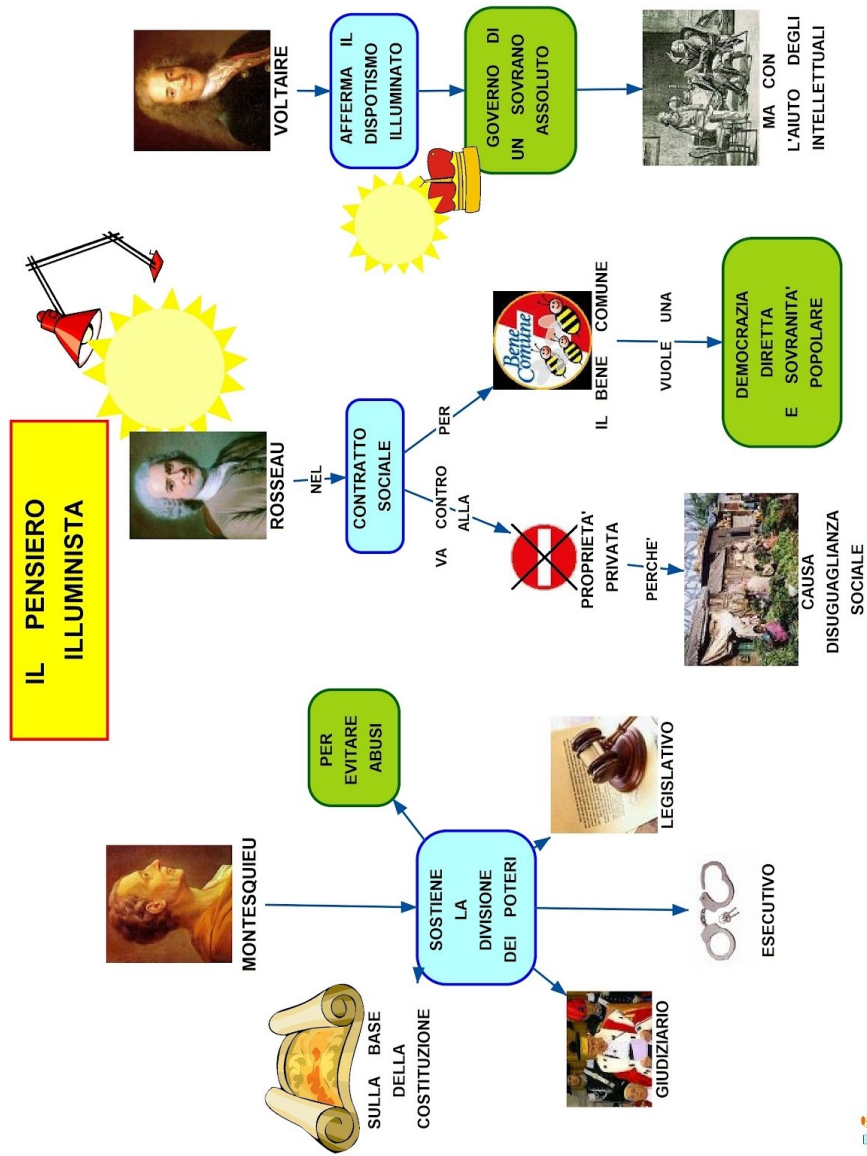 IL PENSIERO
ILLUMINISTA
MONTESQUIEU
SOSTIENE
LA
DIVISIONE
DEI POTERI
SULLA BASE
DELLA
COSTITUZIONE
PER
EVITARE
ABUSI
GIUDIZIARIO
ESECUTIVO
LEGISLATIVO
ROSSEAU
NEL
CONTRATTO
SOCIALE
VA CONTRO
ALLA
PROPRIETA'
PRIVATA
PERCHE'
CAUSA
DISUGUAGLIANZA
SOCIALE
PER
Bene
Comune
IL BENE COMUNE
VUOLE UNA
DEMOCRAZIA
DIRETTA
E SOVRANITA'
POPOLARE
VOLTAIRE
AFFERMA IL
DISPOTISMO
ILLUMINATO
GOVERNO DI
UN SOVRANO
ASSOLUTO
MA CON
L'AIUTO DEGLI
INTELLETTUALI